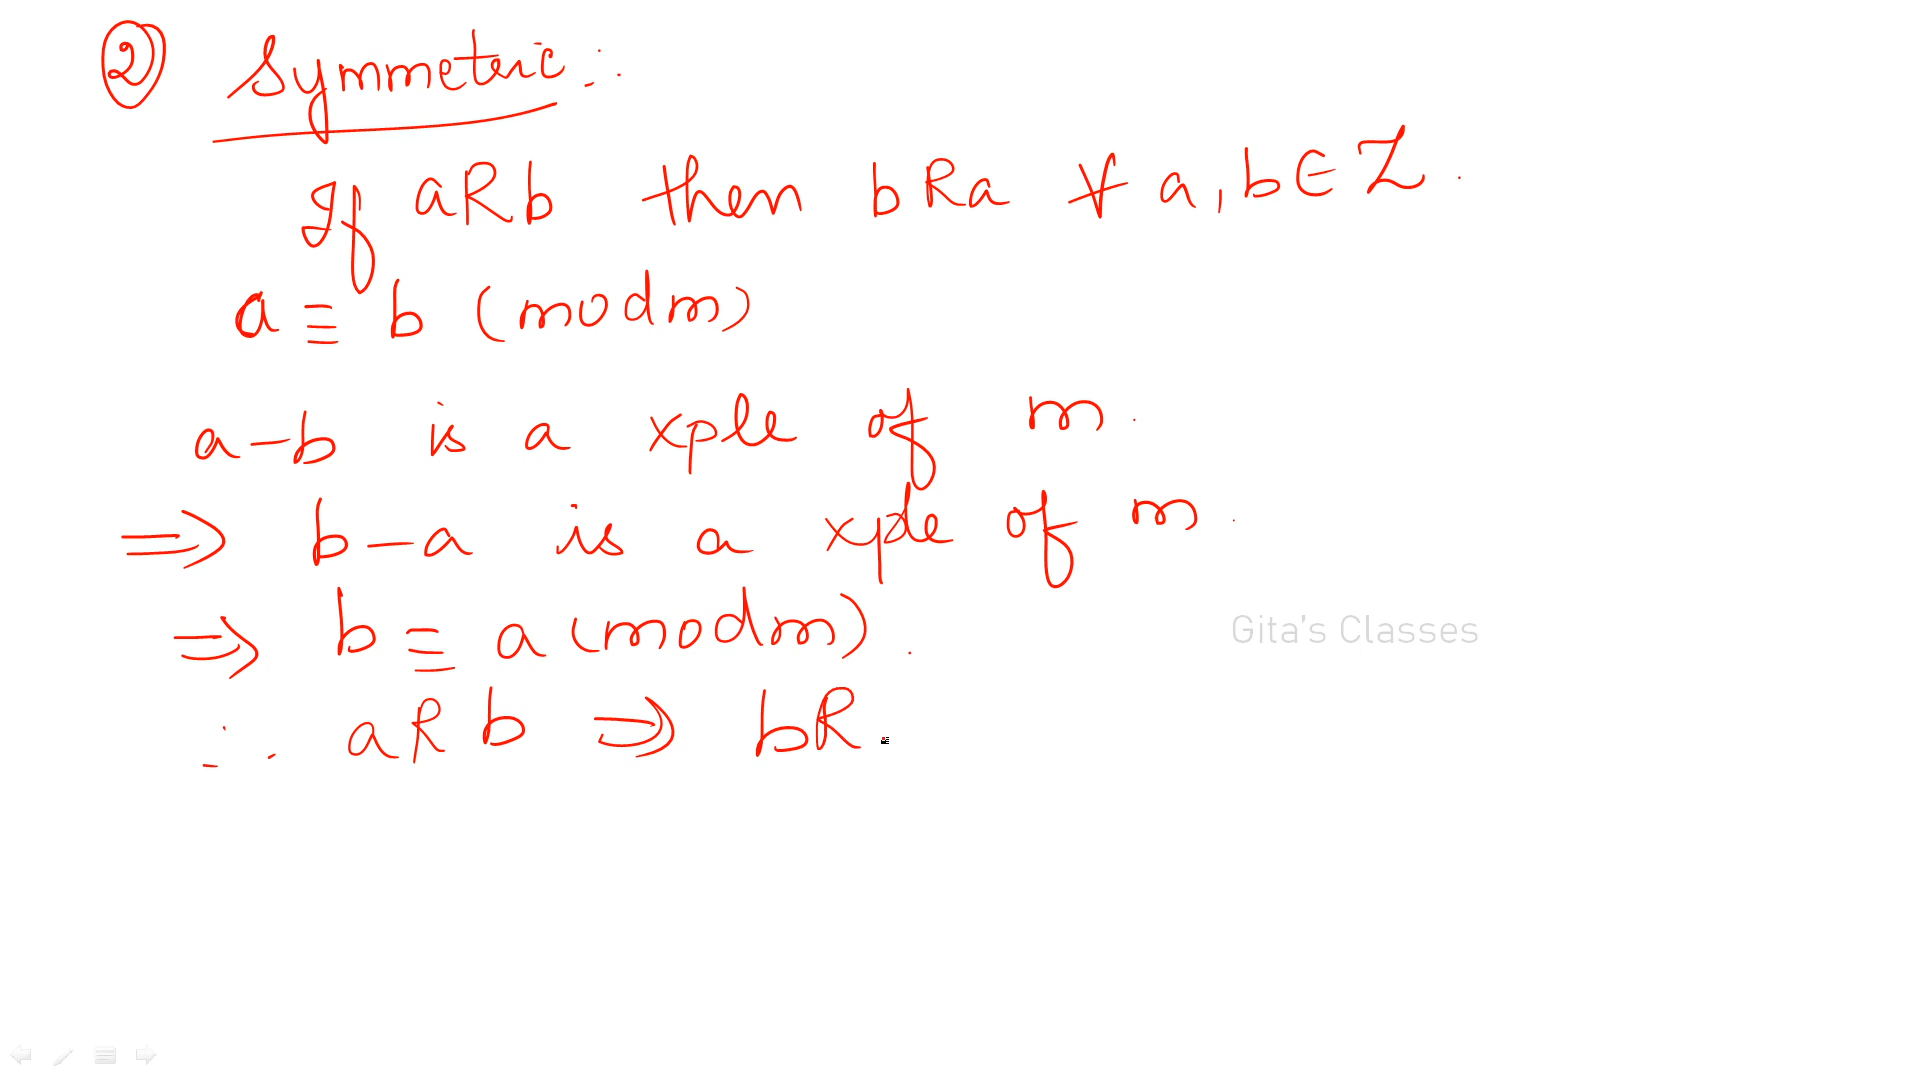 ② Symmetric :-
If aRb then bRa ∀ a, b ∈ Z.
a ≡ b (mod m)
a-b is a xple of m.
⇒ b-a is a xple of m.
⇒ b ≡ a (mod m).
∴ aRb ⇒ bR
Gita's Classes